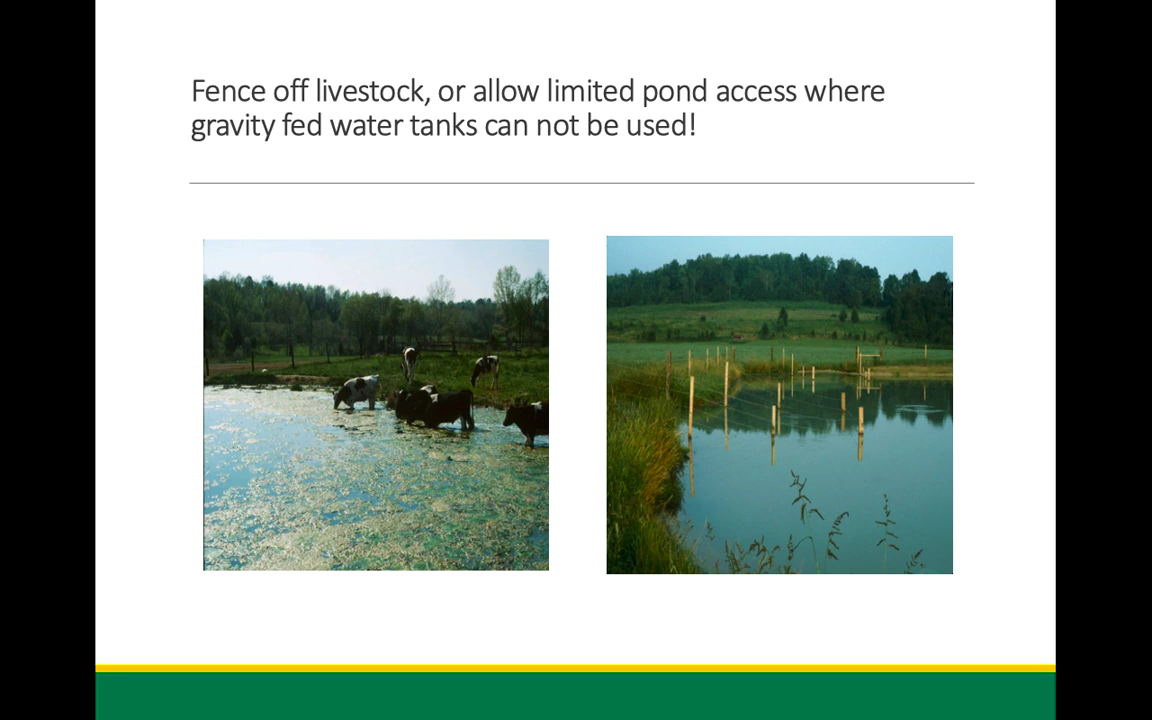 Fence off livestock, or allow limited pond access where
gravity fed water tanks can not be used!